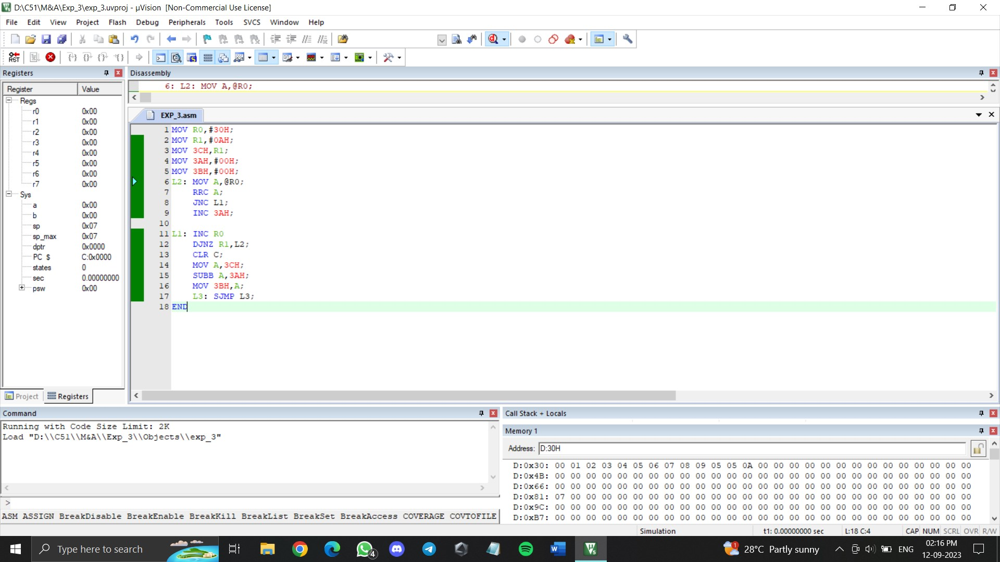 D:\C51\M&A\Exp_3\exp_3.uvproj - µVision  [Non-Commercial Use License]
File Edit View Project Flash Debug Peripherals Tools SVCS Window Help
RST
Registers
Register Value
Regs
r0 0x00
r1 0x00
r2 0x00
r3 0x00
r4 0x00
r5 0x00
r6 0x00
r7 0x00
Sys
a 0x00
b 0x00
sp 0x07
sp_max 0x07
dptr 0x0000
PC $ C:0x0000
states 0
sec 0.00000000
psw 0x00
Project Registers
Disassembly
6: L2: MOV A,@R0;
EXP_3.asm
1 MOV R0,#30H;
2 MOV R1,#0AH;
3 MOV 3CH,R1;
4 MOV 3AH,#00H;
5 MOV 3BH,#00H;
6 L2: MOV A,@R0;
7 RRC A;
8 JNC L1;
9 INC 3AH;
10
11 L1: INC R0
12 DJNZ R1,L2;
13 CLR C;
14 MOV A,3CH;
15 SUBB A,3AH;
16 MOV 3BH,A;
17 L3: SJMP L3;
18 END
Command
Running with Code Size Limit: 2K
Load "D:\\C51\\M&A\\Exp_3\\Objects\\exp_3"
>
ASM ASSIGN BreakDisable BreakEnable BreakKill BreakList BreakSet BreakAccess COVERAGE COVTOFILE
Call Stack + Locals
Memory 1
Address: D:30H
D:0x30: 00 01 02 03 04 05 06 07 08 09 05 05 0A 00 00 00 00 00 00 00 00 00 00 00 00 00 00
D:0x4B: 00 00 00 00 00 00 00 00 00 00 00 00 00 00 00 00 00 00 00 00 00 00 00 00 00 00 00
D:0x66: 00 00 00 00 00 00 00 00 00 00 00 00 00 00 00 00 00 00 00 00 00 00 00 00 00 00 00
D:0x81: 07 00 00 00 00 00 00 00 00 00 00 00 00 00 00 00 00 00 00 00 00 00 00 00 00 00 00
D:0x9C: 00 00 00 00 00 00 00 00 00 00 00 00 00 00 00 00 00 00 00 00 00 00 00 00 00 00 00
D:0xB7: 00 00 00 00 00 00 00 00 00 00 00 00 00 00 00 00 00 00 00 00 00 00 00 00 00 00 00
Simulation t1: 0.00000000 sec L:18 C:4 CAP NUM SCRL OVR R/W
Type here to search
4
1
28°C Partly sunny
ENG
02:16 PM
12-09-2023